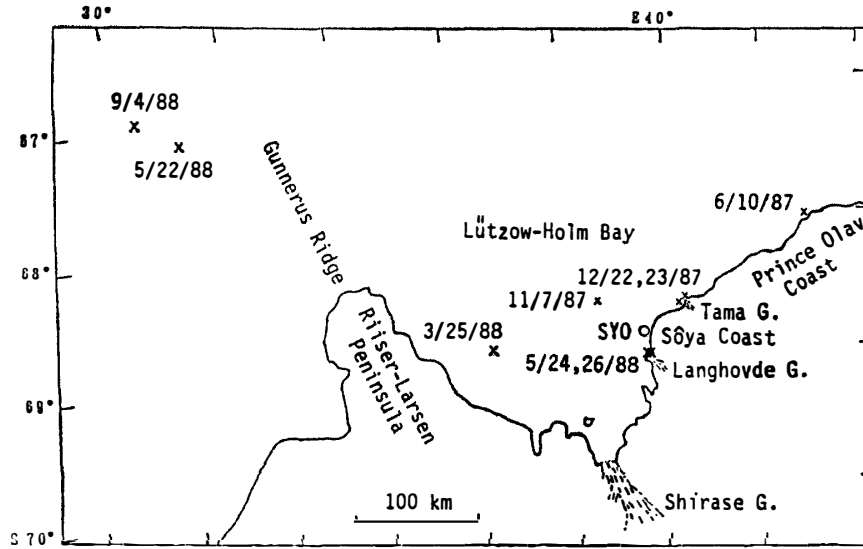 30°
E 40°
9/4/88
67°
5/22/88
Gunnerus Ridge
6/10/87
Lützow-Holm Bay
Prince Olav
Coast
68°
12/22,23/87
11/7/87
Tama G.
SYO
Sôya Coast
3/25/88
Riiser-Larsen
Peninsula
5/24,26/88
Langhovde G.
69°
100 km
Shirase G.
S 70°